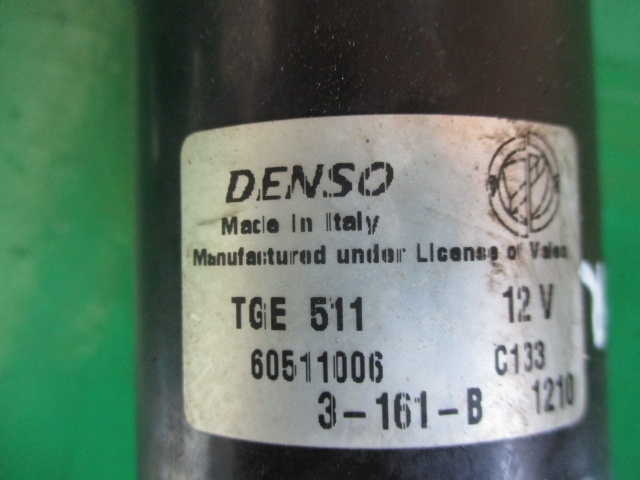 DENSO
Made in Italy
Manufactured under License of Valeo
TGE 511 12 V
60511006 C133
3-161-B 1210